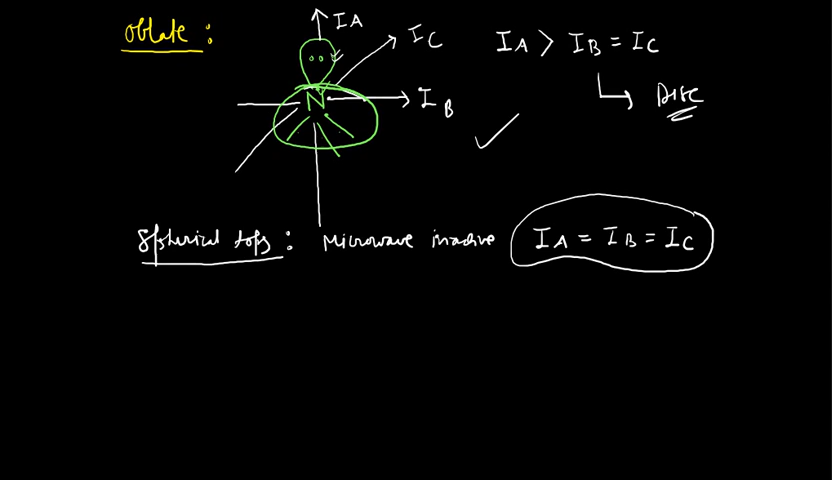 Oblate :
IA
IC
IA > IB = IC
N
IB
Disc
Spherical tops : Microwave inactive IA = IB = IC